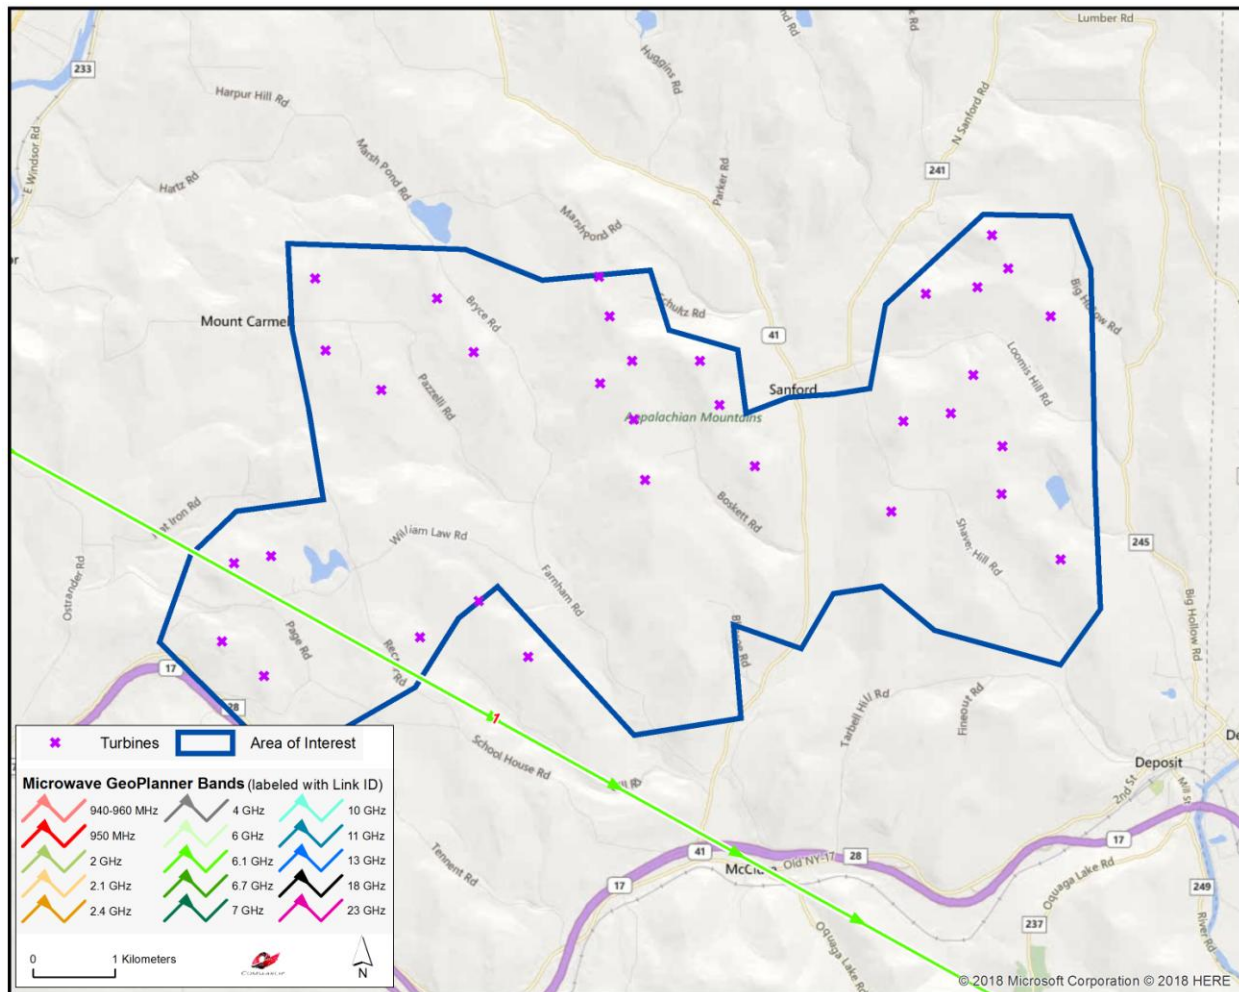 Lumber Rd
233
Huggins Rd
Harpur Hill Rd
N Sanford Rd
E Windsor Rd
Marsh Pond Rd
241
Parker Rd
Hartz Rd
Marshpond Rd
Bryce Rd
Schultz Rd
Big Hollow Rd
Mount Carmel
41
Loomis Hill Rd
Pazzelli Rd
Sanford
Appalachian Mountains
Boskett Rd
William Law Rd
Shaver Hill Rd
245
Ostrander Rd
Farnham Rd
Big Hollow Rd
Page Rd
17
28
1
Tarbell Hill Rd
Fineout Rd
School House Rd
Deposit
2nd St
Mill St
Turbines
Area of Interest
Microwave GeoPlanner Bands (labeled with Link ID)
940-960 MHz 4 GHz 10 GHz
950 MHz 6 GHz 11 GHz
2 GHz 6.1 GHz 13 GHz
2.1 GHz 6.7 GHz 18 GHz
2.4 GHz 7 GHz 23 GHz
0 1 Kilometers
N
Tennent Rd
41
Old NY-17
28
17
17
Oquaga Lake Rd
249
237
River Rd
Oquaga Lake Rd
© 2018 Microsoft Corporation © 2018 HERE